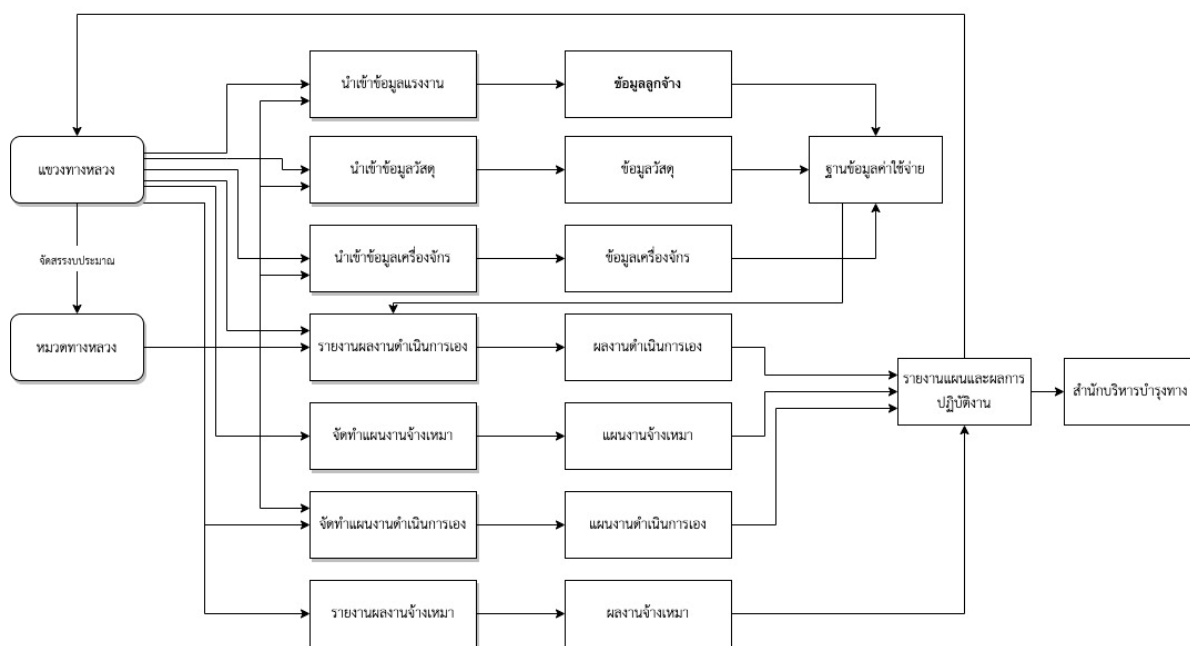 นำเข้าข้อมูลแรงงาน
ข้อมูลลูกจ้าง
แขวงทางหลวง
นำเข้าข้อมูลวัสดุ
ข้อมูลวัสดุ
ฐานข้อมูลค่าใช้จ่าย
จัดสรรงบประมาณ
นำเข้าข้อมูลเครื่องจักร
ข้อมูลเครื่องจักร
หมวดทางหลวง
รายงานผลงานดำเนินการเอง
ผลงานดำเนินการเอง
รายงานแผนและผลการ
ปฏิบัติงาน
สำนักบริหารบำรุงทาง
จัดทำแผนงานจ้างเหมา
แผนงานจ้างเหมา
จัดทำแผนงานดำเนินการเอง
แผนงานดำเนินการเอง
รายงานผลงานจ้างเหมา
ผลงานจ้างเหมา